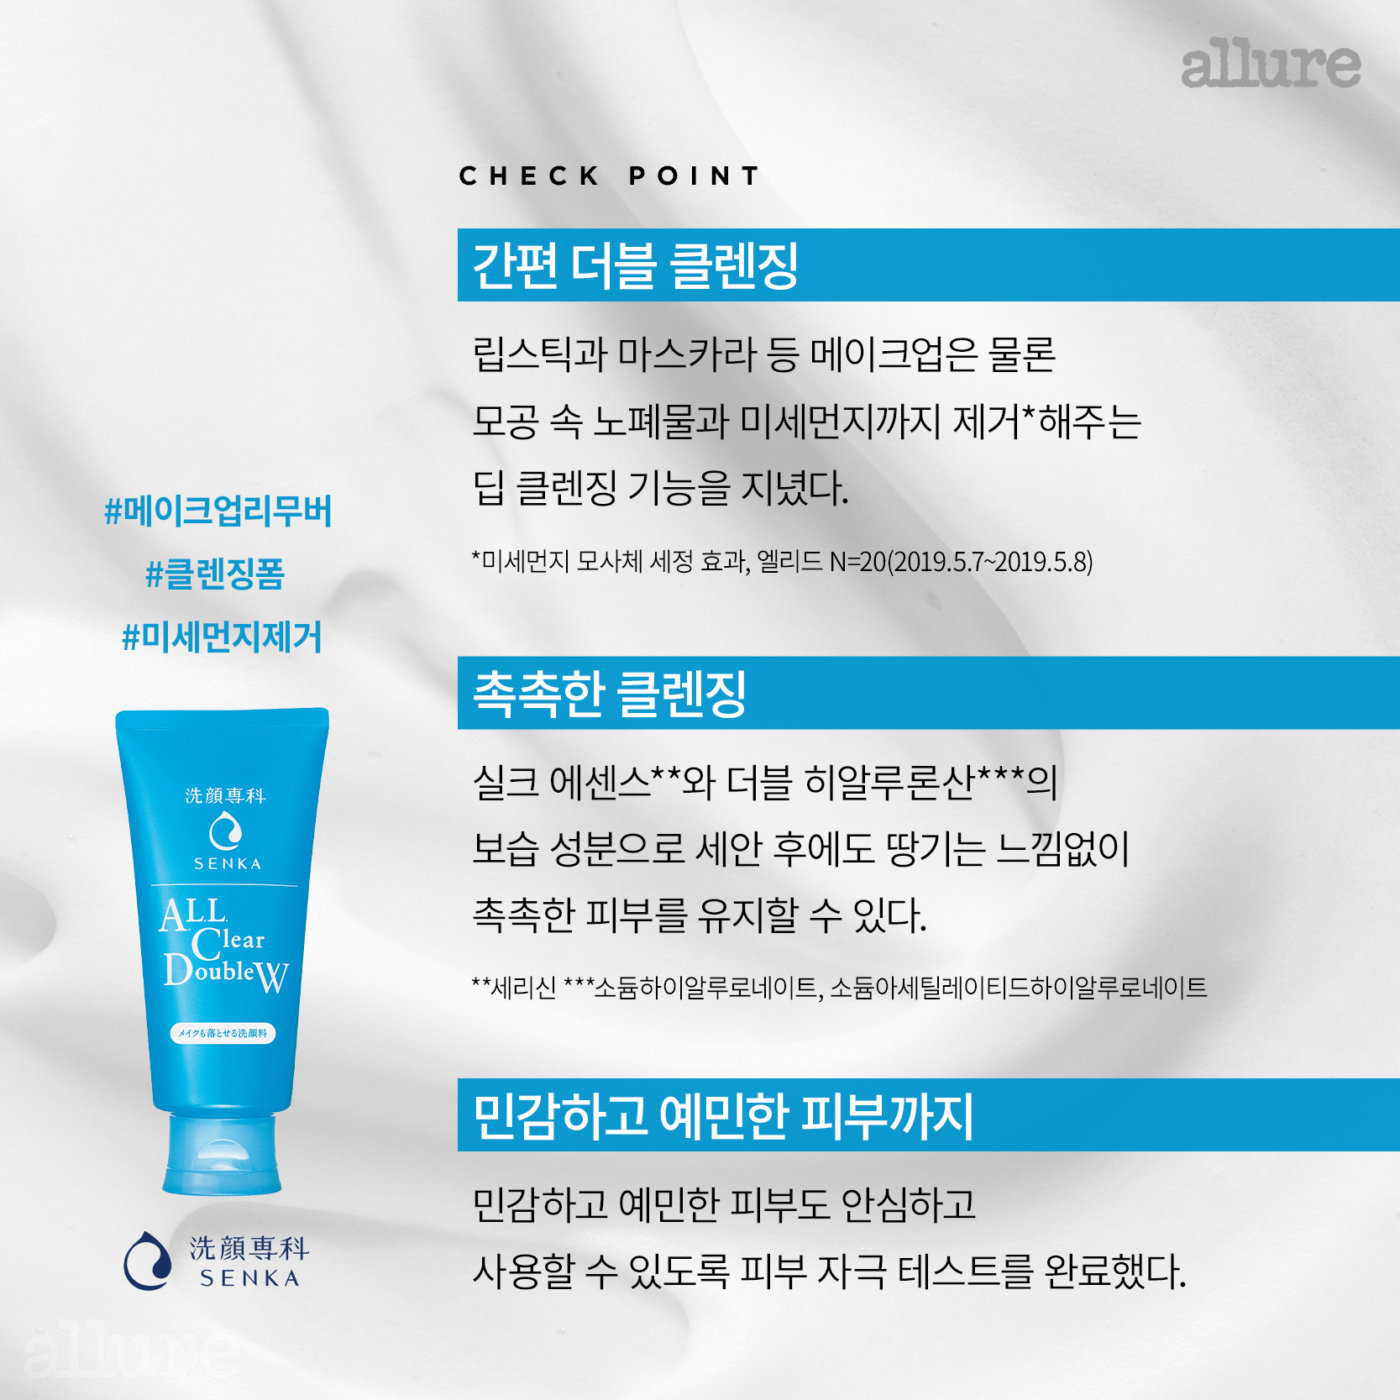 allure
CHECK POINT
간편 더블 클렌징
립스틱과 마스카라 등 메이크업은 물론
모공 속 노폐물과 미세먼지까지 제거*해주는
딥 클렌징 기능을 지녔다.
*미세먼지 모사체 세정 효과, 엘리드 N=20(2019.5.7~2019.5.8)
#메이크업리무버
#클렌징폼
#미세먼지제거
촉촉한 클렌징
실크 에센스**와 더블 히알루론산***의
보습 성분으로 세안 후에도 땅기는 느낌없이
촉촉한 피부를 유지할 수 있다.
**세리신 ***소듐하이알루로네이트, 소듐아세틸레이티드하이알루로네이트
洗顔専科
SENKA
A.L.L.
Clear
Double W
メイクも落とせる洗顔料
민감하고 예민한 피부까지
민감하고 예민한 피부도 안심하고
사용할 수 있도록 피부 자극 테스트를 완료했다.
洗顔専科
SENKA
allure